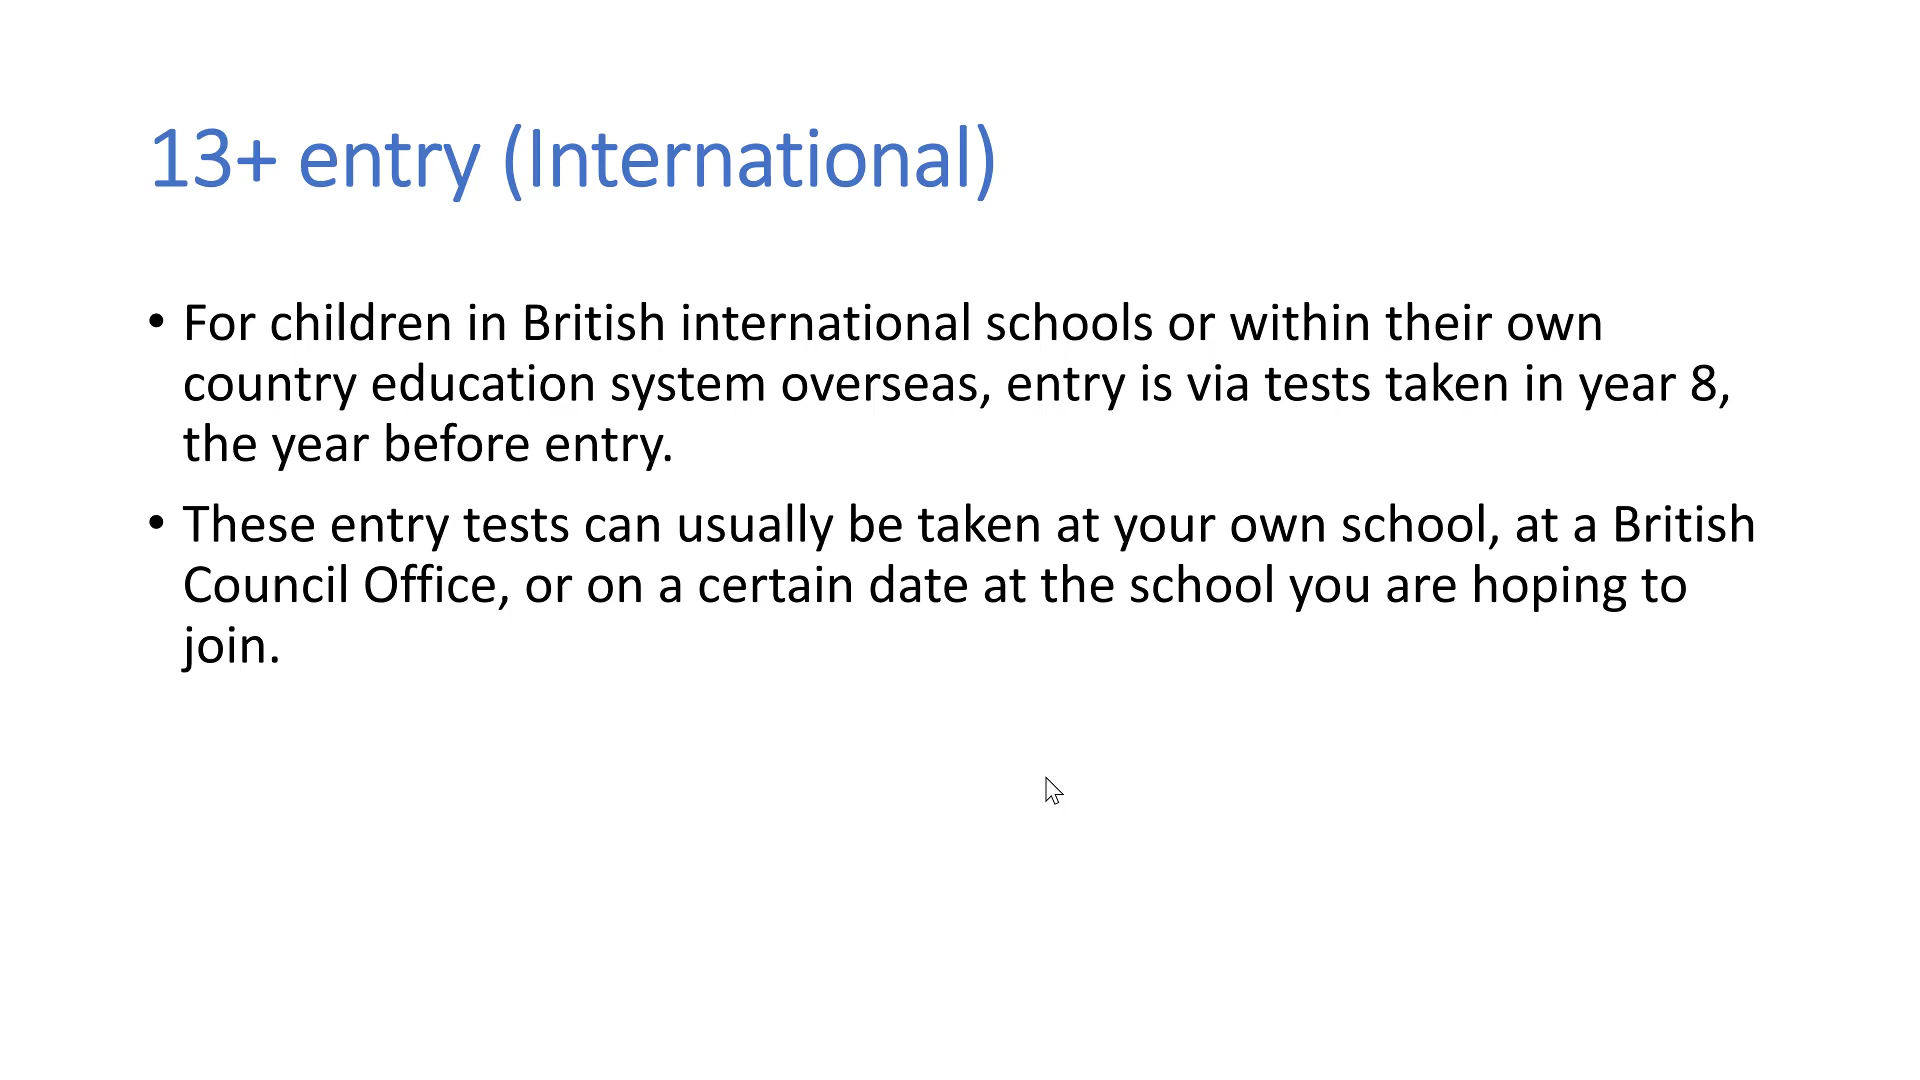 13+ entry (International)
• For children in British international schools or within their own
country education system overseas, entry is via tests taken in year 8,
the year before entry.
• These entry tests can usually be taken at your own school, at a British
Council Office, or on a certain date at the school you are hoping to
join.